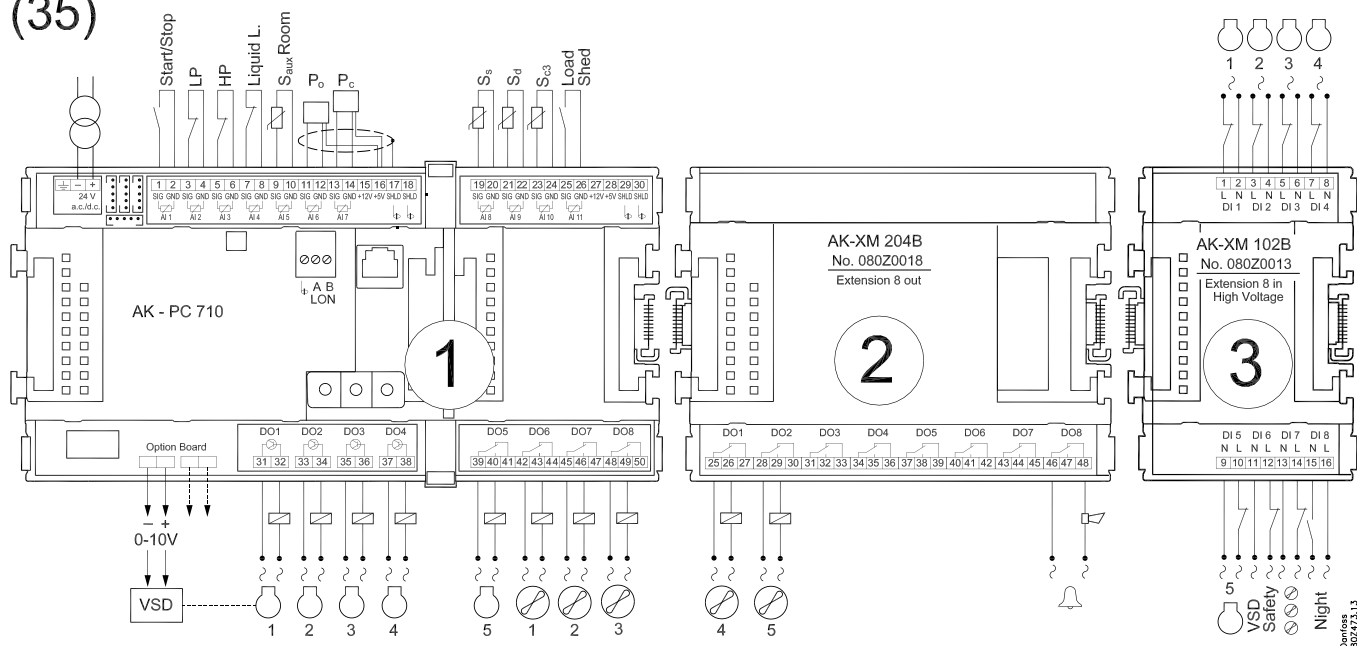 (35)
Start/Stop
LP
HP
Liquid L.
Saux Room
Po
Pc
Ss
Sd
Sc3
Load
Shed
1 2 3 4
– +
24 V
a.c./d.c.
1 2 3 4 5 6 7 8 9 10 11 12 13 14 15 16 17 18
SIG GND SIG GND SIG GND SIG GND SIG GND SIG GND SIG GND +12V +5V SHLD SHLD
AI 1 AI 2 AI 3 AI 4 AI 5 AI 6 AI 7
19 20 21 22 23 24 25 26 27 28 29 30
SIG GND SIG GND SIG GND SIG GND +12V +5V SHLD SHLD
AI 8 AI 9 AI 10 AI 11
1 2 3 4 5 6 7 8
L N L N L N L N
DI 1 DI 2 DI 3 DI 4
A B
LON
AK - PC 710
1
AK-XM 204B
No. 080Z0018
Extension 8 out
2
AK-XM 102B
No. 080Z0013
Extension 8 in
High Voltage
3
Option Board
DO1 DO2 DO3 DO4
31 32 33 34 35 36 37 38
DO5 DO6 DO7 DO8
39 40 41 42 43 44 45 46 47 48 49 50
DO1 DO2 DO3 DO4 DO5 DO6 DO7 DO8
25 26 27 28 29 30 31 32 33 34 35 36 37 38 39 40 41 42 43 44 45 46 47 48
DI 5 DI 6 DI 7 DI 8
N L N L N L N L
9 10 11 12 13 14 15 16
– +
0-10V
VSD
1 2 3 4
5 1 2 3
4 5
5
VSD
Safety
Night
Danfoss
80Z473.13